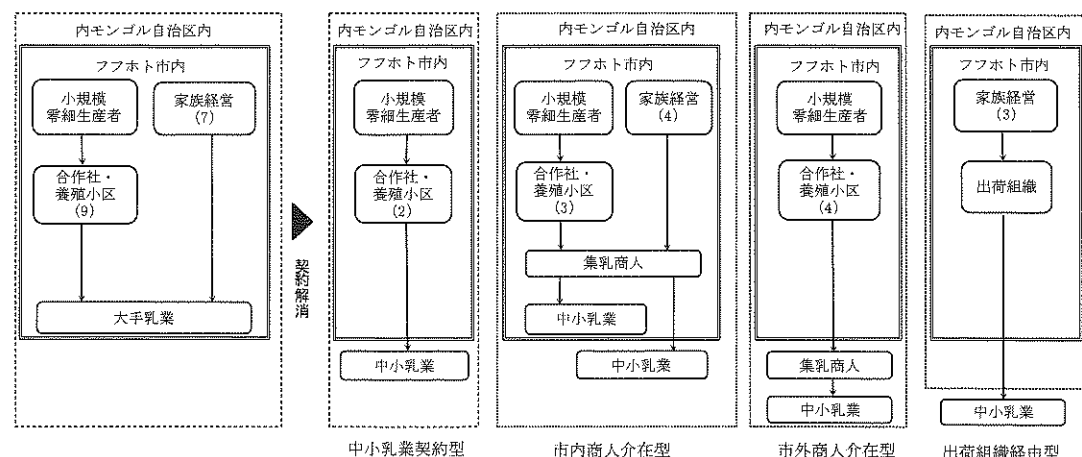 内モンゴル自治区内
フフホト市内
小規模
零細生産者
家族経営
(7)
合作社・
養殖小区
(9)
大手乳業
契約解消
内モンゴル自治区内
フフホト市内
小規模
零細生産者
合作社・
養殖小区
(2)
中小乳業
中小乳業契約型
内モンゴル自治区内
フフホト市内
小規模
零細生産者
家族経営
(4)
合作社・
養殖小区
(3)
集乳商人
中小乳業
中小乳業
市内商人介在型
内モンゴル自治区内
フフホト市内
小規模
零細生産者
合作社・
養殖小区
(4)
集乳商人
中小乳業
市外商人介在型
内モンゴル自治区内
フフホト市内
家族経営
(3)
出荷組織
中小乳業
出荷組織経由型